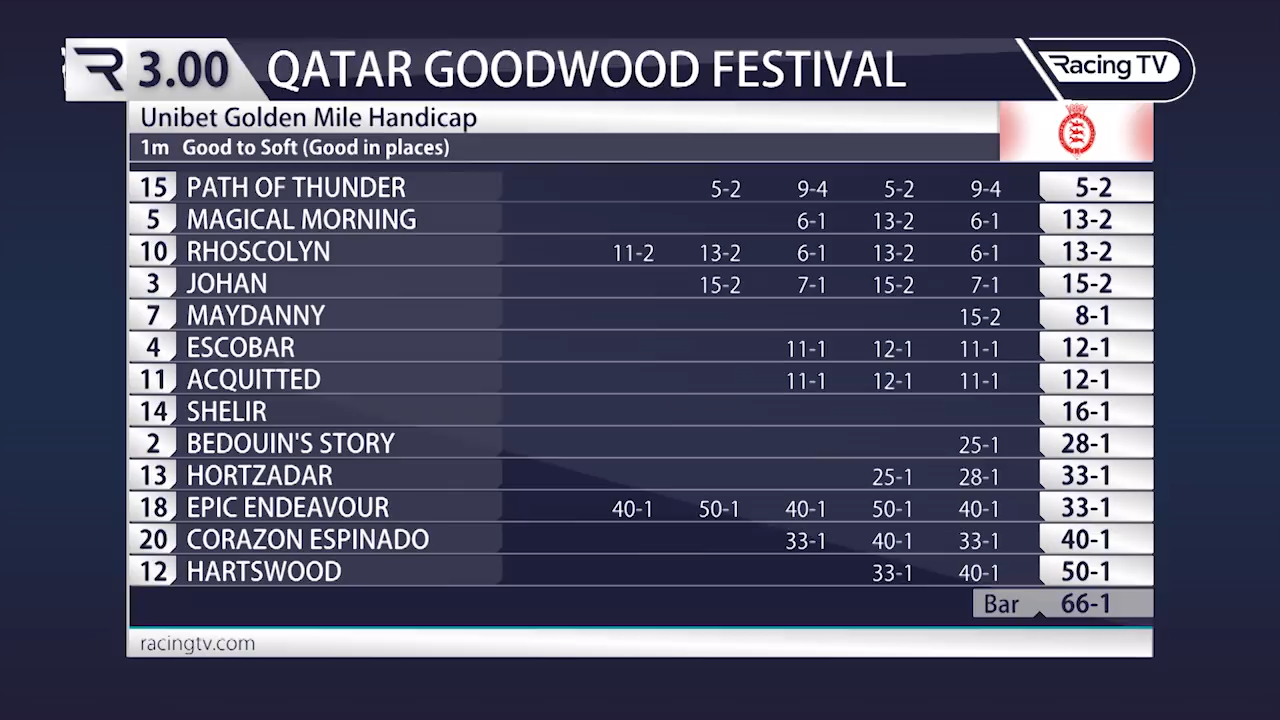 R 3.00 QATAR GOODWOOD FESTIVAL Racing TV
Unibet Golden Mile Handicap
1m Good to Soft (Good in places)
15 PATH OF THUNDER 5-2 9-4 5-2 9-4 5-2
5 MAGICAL MORNING 6-1 13-2 6-1 13-2
10 RHOSCOLYN 11-2 13-2 6-1 13-2 6-1 13-2
3 JOHAN 15-2 7-1 15-2 7-1 15-2
7 MAYDANNY 15-2 8-1
4 ESCOBAR 11-1 12-1 11-1 12-1
11 ACQUITTED 11-1 12-1 11-1 12-1
14 SHELIR 16-1
2 BEDOUIN'S STORY 25-1 28-1
13 HORTZADAR 25-1 28-1 33-1
18 EPIC ENDEAVOUR 40-1 50-1 40-1 50-1 40-1 33-1
20 CORAZON ESPINADO 33-1 40-1 33-1 40-1
12 HARTSWOOD 33-1 40-1 50-1
Bar 66-1
racingtv.com